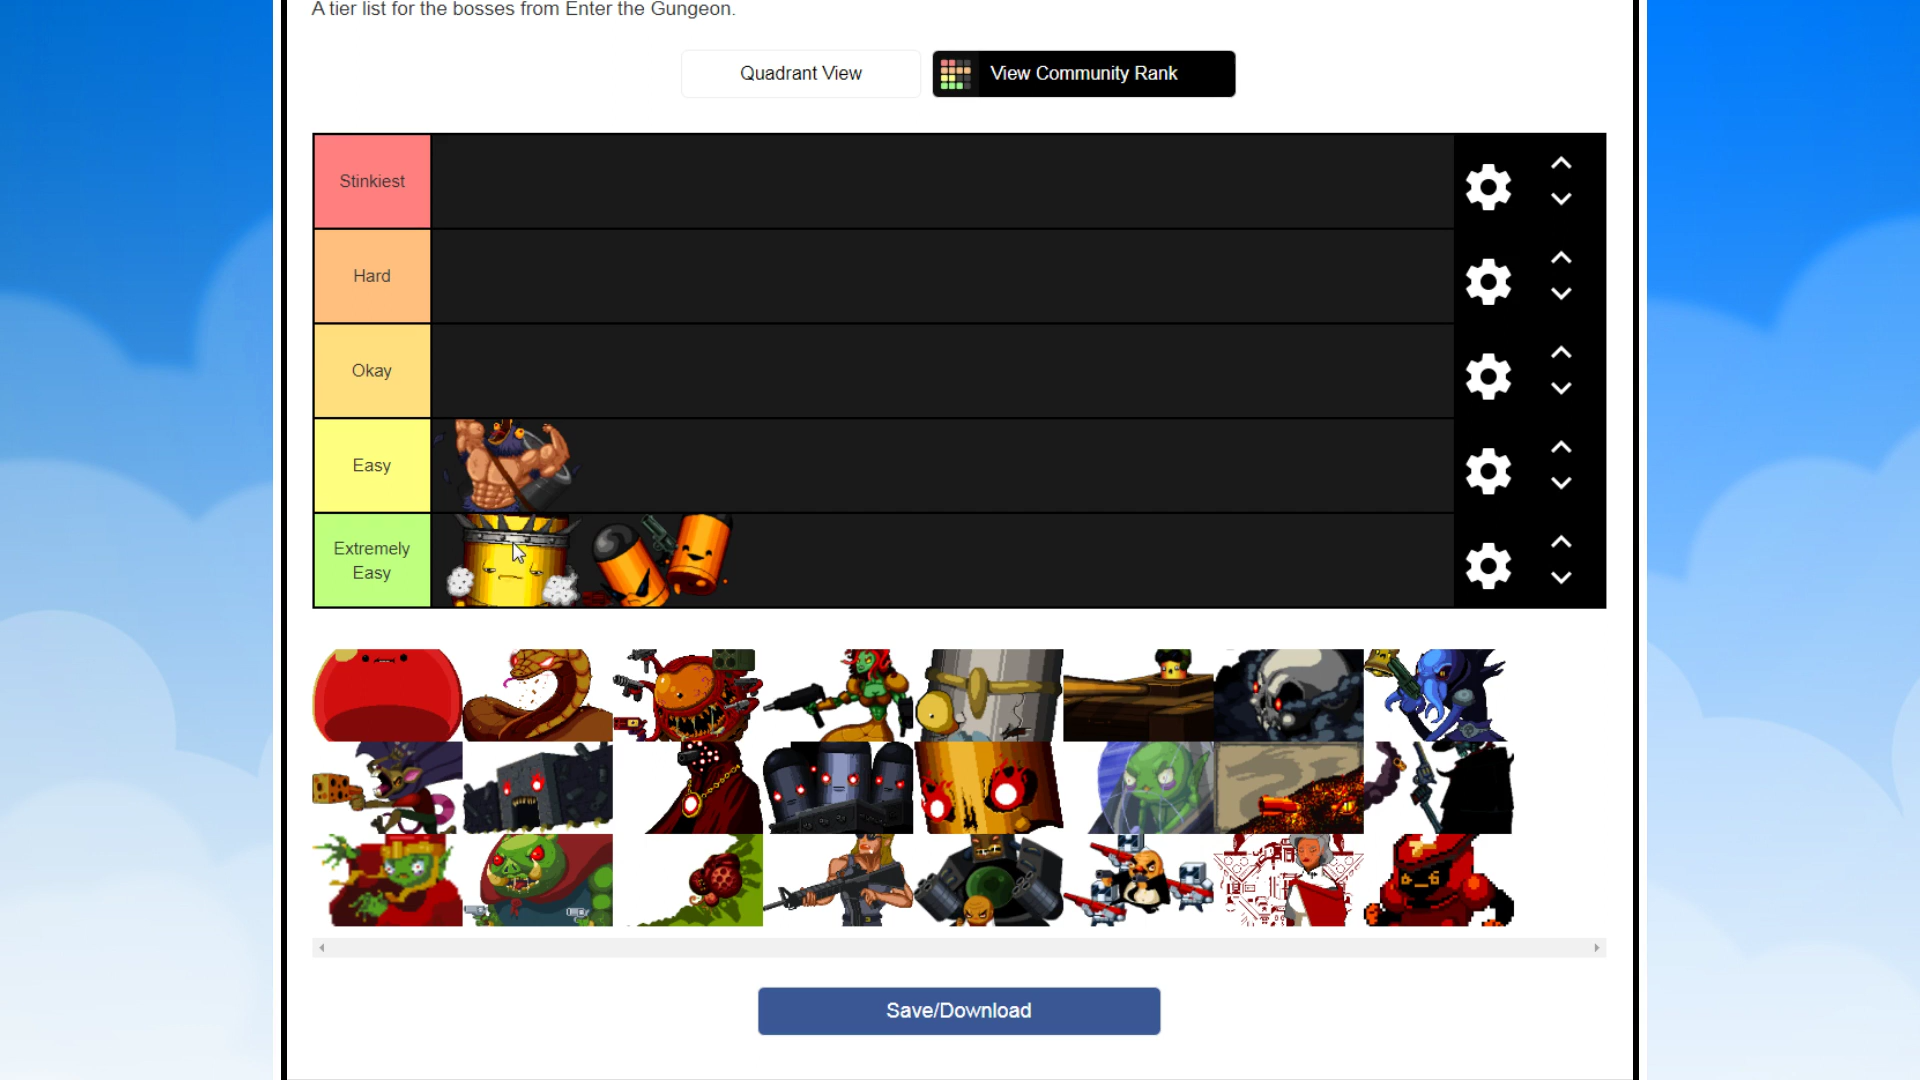 A tier list for the bosses from Enter the Gungeon.
Quadrant View
View Community Rank
Stinkiest
Hard
Okay
Easy
Extremely
Easy
Save/Download